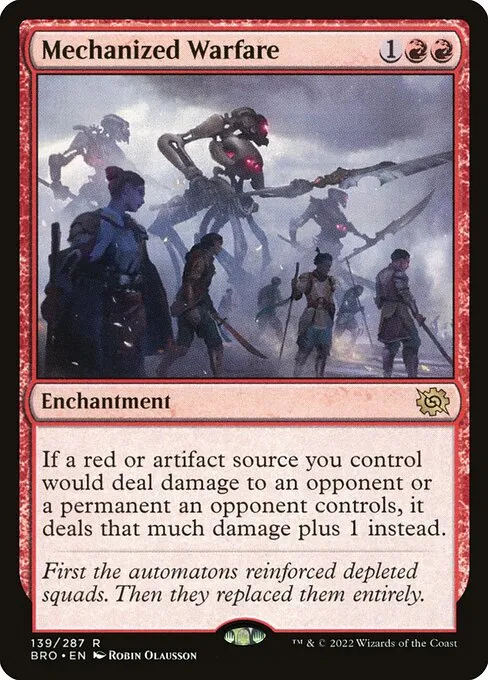 Mechanized Warfare 1
Enchantment
If a red or artifact source you control
would deal damage to an opponent or
a permanent an opponent controls, it
deals that much damage plus 1 instead.
First the automatons reinforced depleted
squads. Then they replaced them entirely.
139/287 R
BRO • EN Robin Olausson
™ & © 2022 Wizards of the Coast